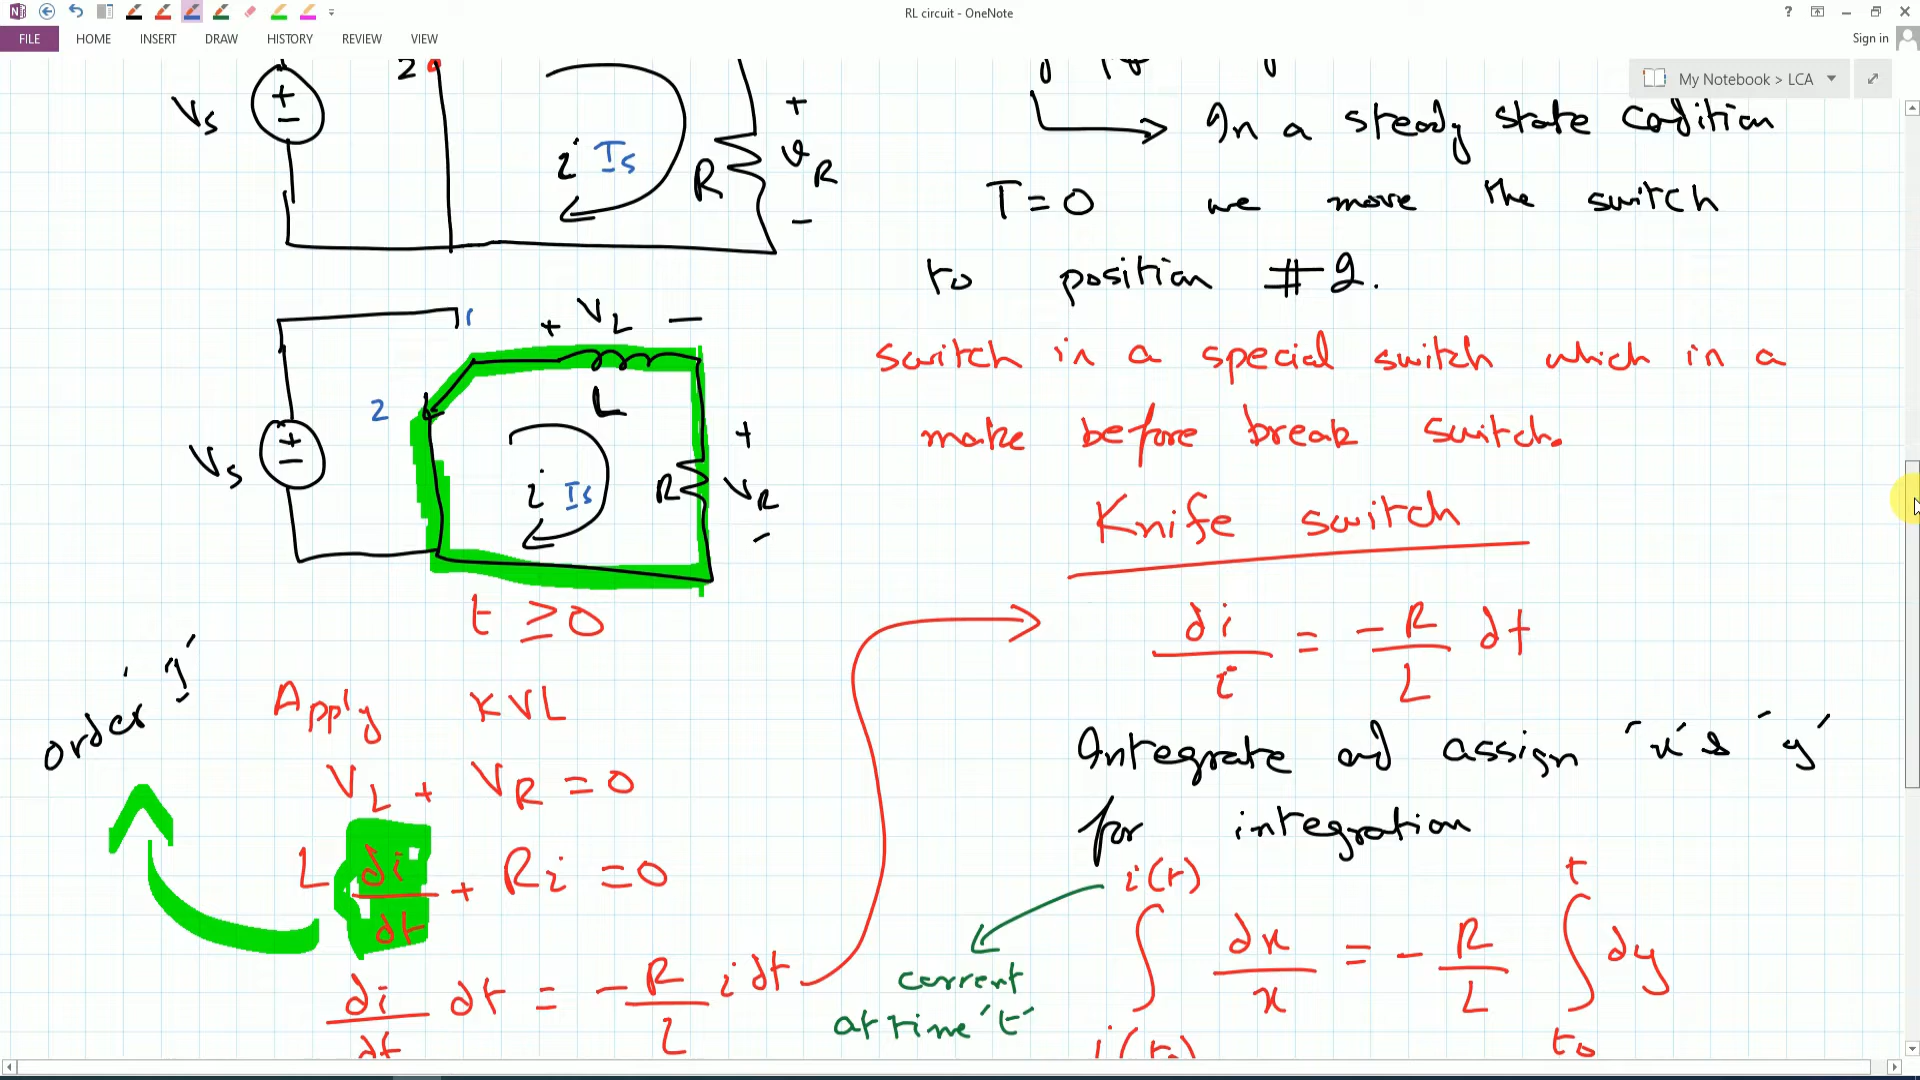 RL circuit - OneNote
?
FILE HOME INSERT DRAW HISTORY REVIEW VIEW
Sign in
My Notebook > LCA
2
Vs
+
-
i Is
R
+
VR
-
In a steady state condition
T=0 we move the switch
to position #2.
switch is a special switch which is a
make before break switch.
Knife switch
1
+ VL -
2
L
Vs
+
-
i Is
R
+
VR
-
t ≥ 0
order '1'
Apply KVL
VL + VR = 0
L di/dt + Ri = 0
di/dt dt = -R/L i dt
di/i = -R/L dt
Integrate and assign 'x' & 'y'
for integration
i(t) t
∫ dx/x = - R/L ∫ dy
i(t0) t0
current
at time 't'